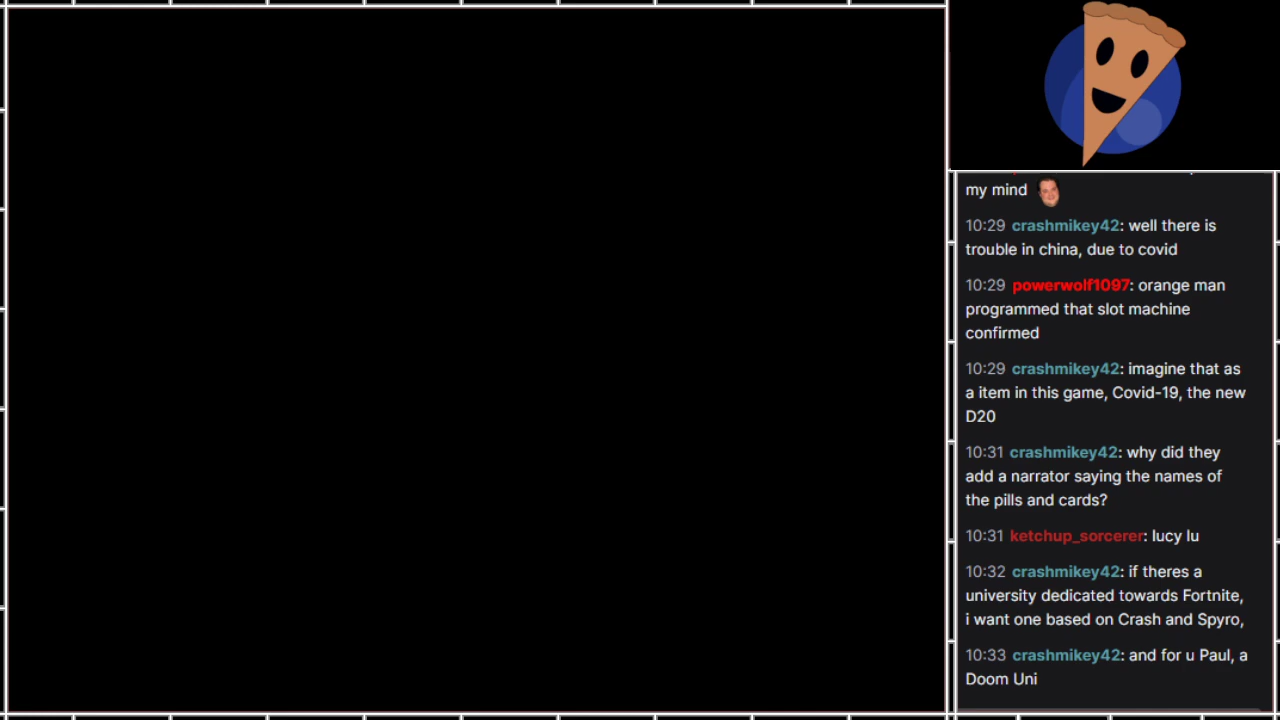 my mind
10:29 crashmikey42: well there is
trouble in china, due to covid
10:29 powerwolf1097: orange man
programmed that slot machine
confirmed
10:29 crashmikey42: imagine that as
a item in this game, Covid-19, the new
D20
10:31 crashmikey42: why did they
add a narrator saying the names of
the pills and cards?
10:31 ketchup_sorcerer: lucy lu
10:32 crashmikey42: if theres a
university dedicated towards Fortnite,
i want one based on Crash and Spyro,
10:33 crashmikey42: and for u Paul, a
Doom Uni